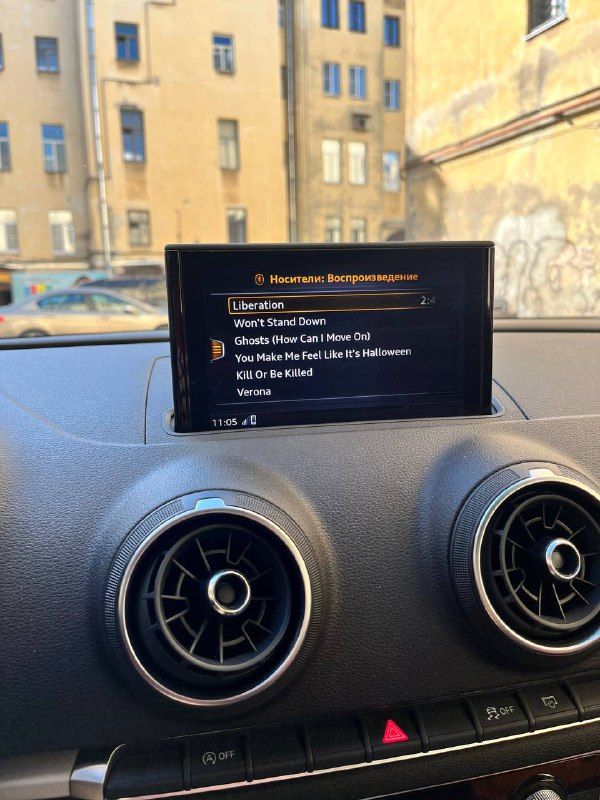 Носители: Воспроизведение
Liberation
Won't Stand Down
Ghosts (How Can I Move On)
You Make Me Feel Like It's Halloween
Kill Or Be Killed
Verona
11:05
A OFF
OFF